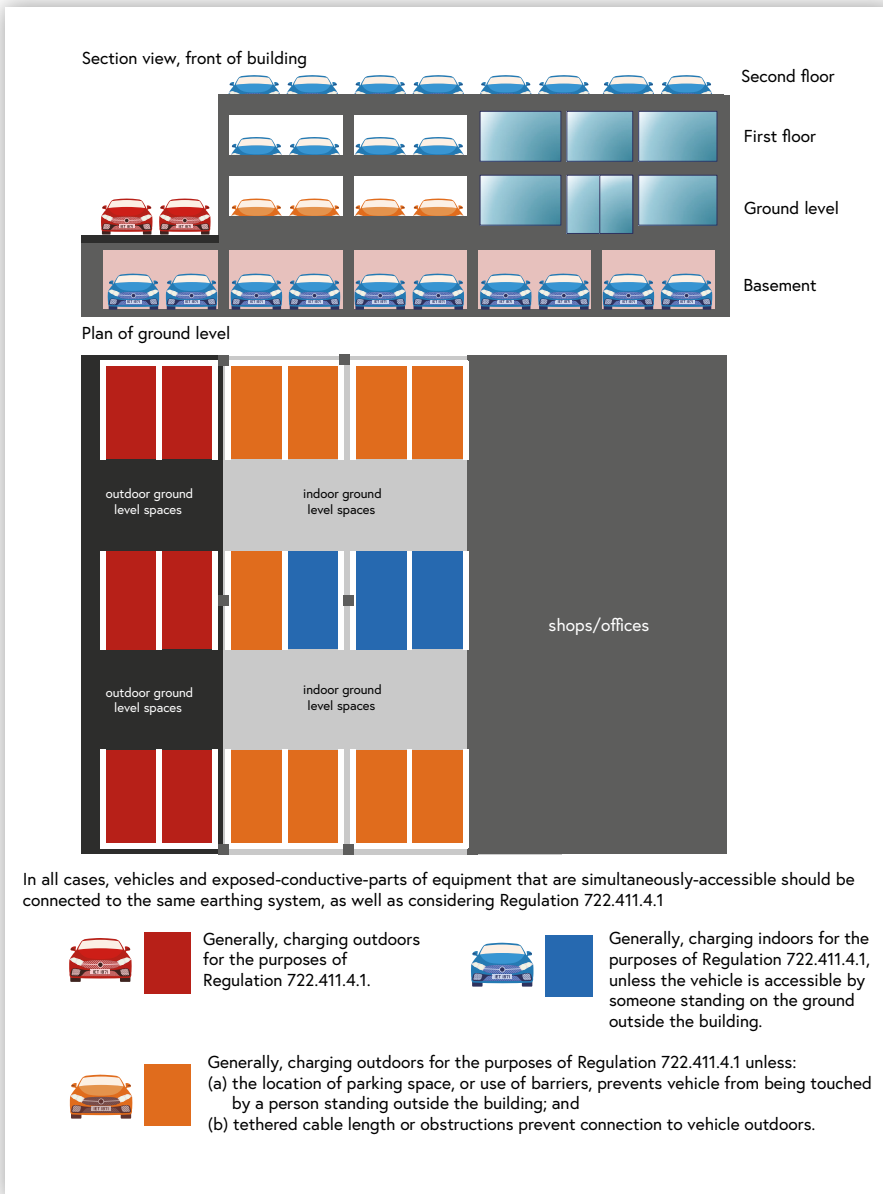 Section view, front of building
Second floor
First floor
Ground level
Basement
Plan of ground level
outdoor ground
level spaces
indoor ground
level spaces
shops/offices
outdoor ground
level spaces
indoor ground
level spaces
In all cases, vehicles and exposed-conductive-parts of equipment that are simultaneously-accessible should be
connected to the same earthing system, as well as considering Regulation 722.411.4.1
Generally, charging outdoors
for the purposes of
Regulation 722.411.4.1.
Generally, charging indoors for the
purposes of Regulation 722.411.4.1,
unless the vehicle is accessible by
someone standing on the ground
outside the building.
Generally, charging outdoors for the purposes of Regulation 722.411.4.1 unless:
(a) the location of parking space, or use of barriers, prevents vehicle from being touched
by a person standing outside the building; and
(b) tethered cable length or obstructions prevent connection to vehicle outdoors.